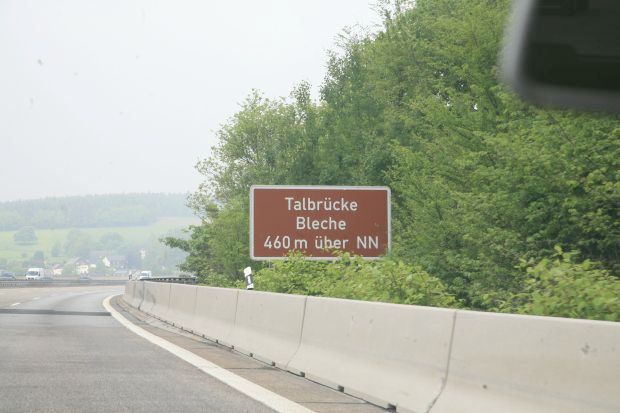 Talbrücke
Bleche
460 m über NN